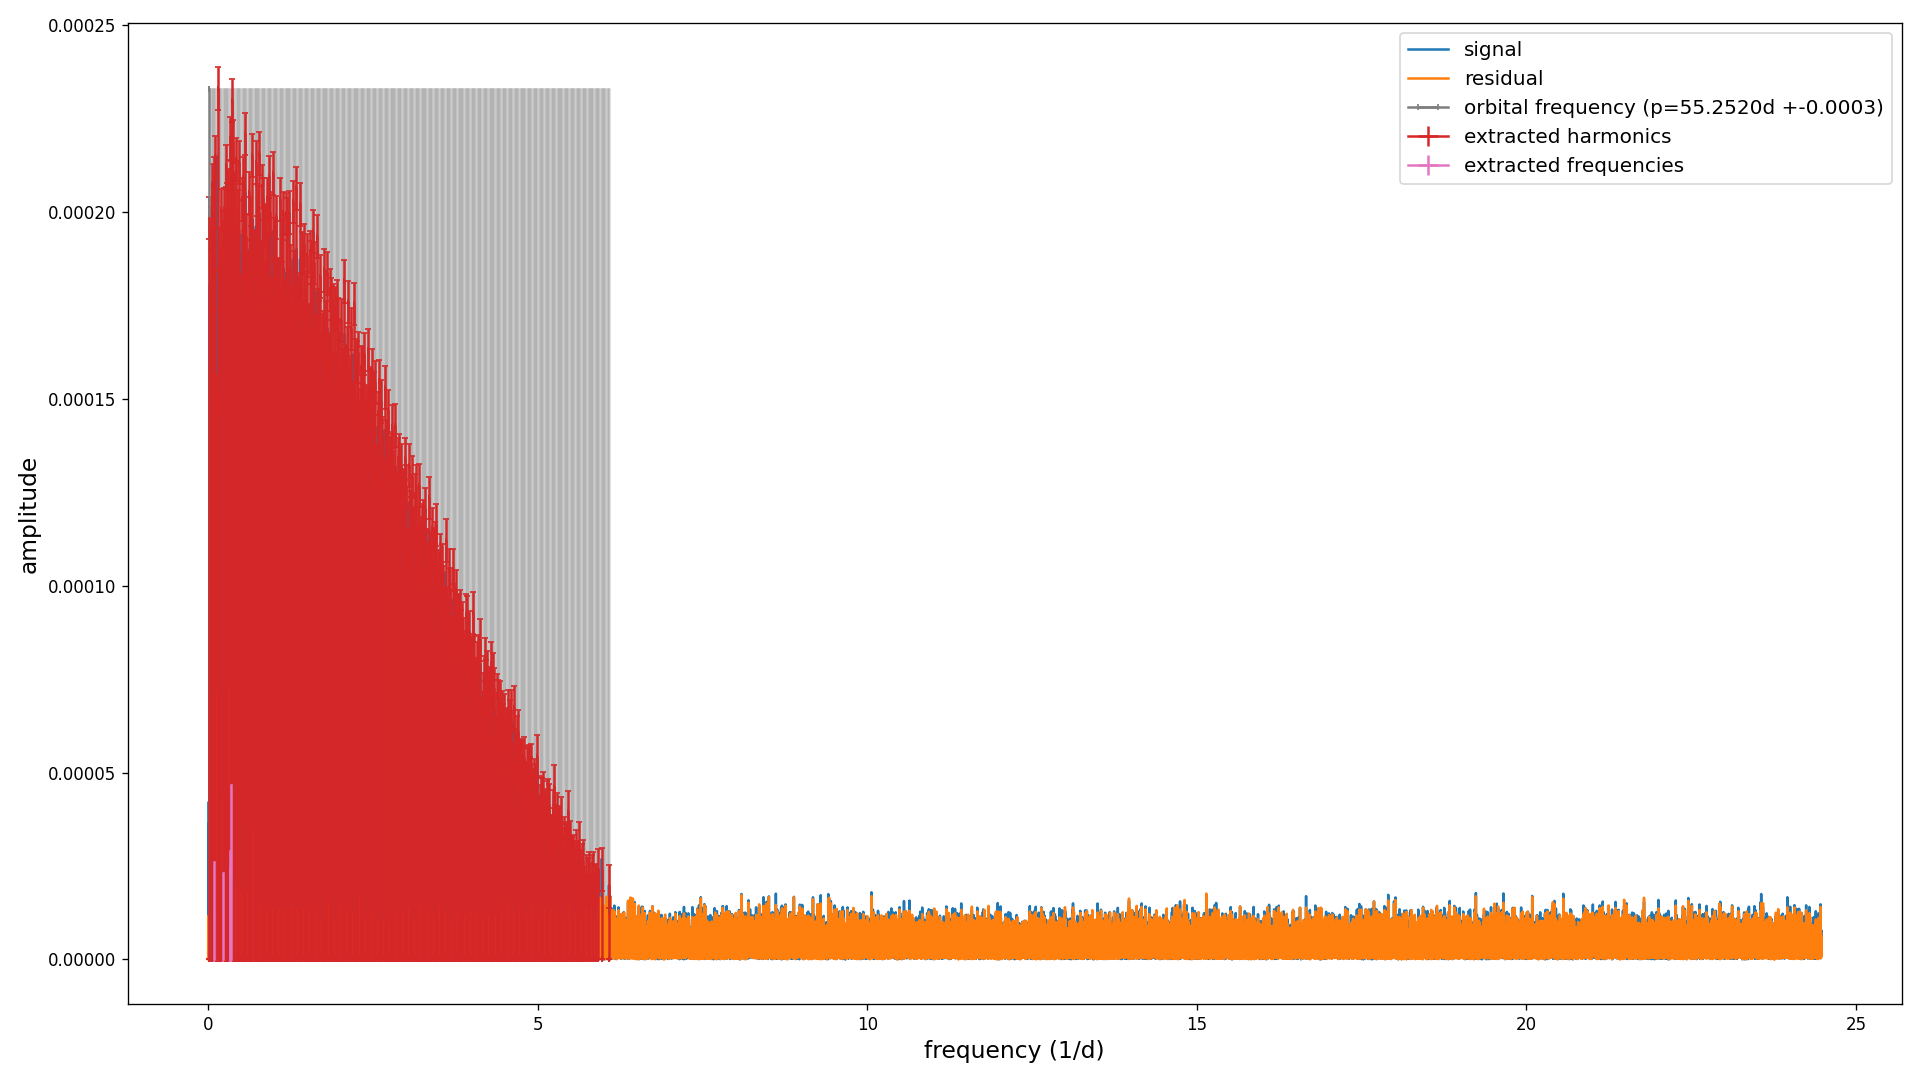 0.00025
0.00020
0.00015
0.00010
0.00005
0.00000
amplitude
0
5
10
15
20
25
frequency (1/d)
signal
residual
orbital frequency (p=55.2520d +-0.0003)
extracted harmonics
extracted frequencies